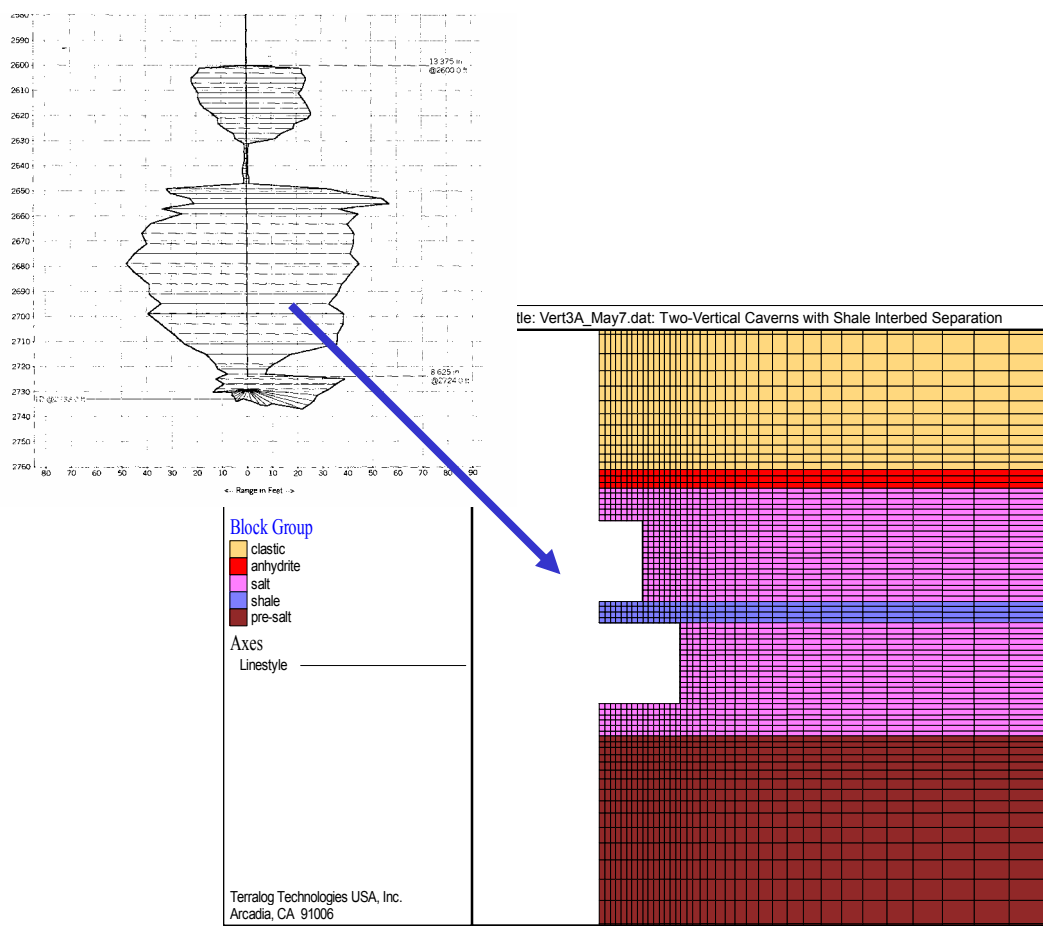 2580
2590
2600
2610
2620
2630
2640
2650
2660
2670
2680
2690
2700
2710
2720
2730
2740
2750
2760
13.375 in
@2600.0 ft
8.625 in
@2724.0 ft
80 70 60 50 40 30 20 10 0 10 20 30 40 50 60 70 80 90
<-- Range in Feet -->
tle: Vert3A_May7.dat: Two-Vertical Caverns with Shale Interbed Separation
Block Group
clastic
anhydrite
salt
shale
pre-salt
Axes
Linestyle
Terralog Technologies USA, Inc.
Arcadia, CA 91006